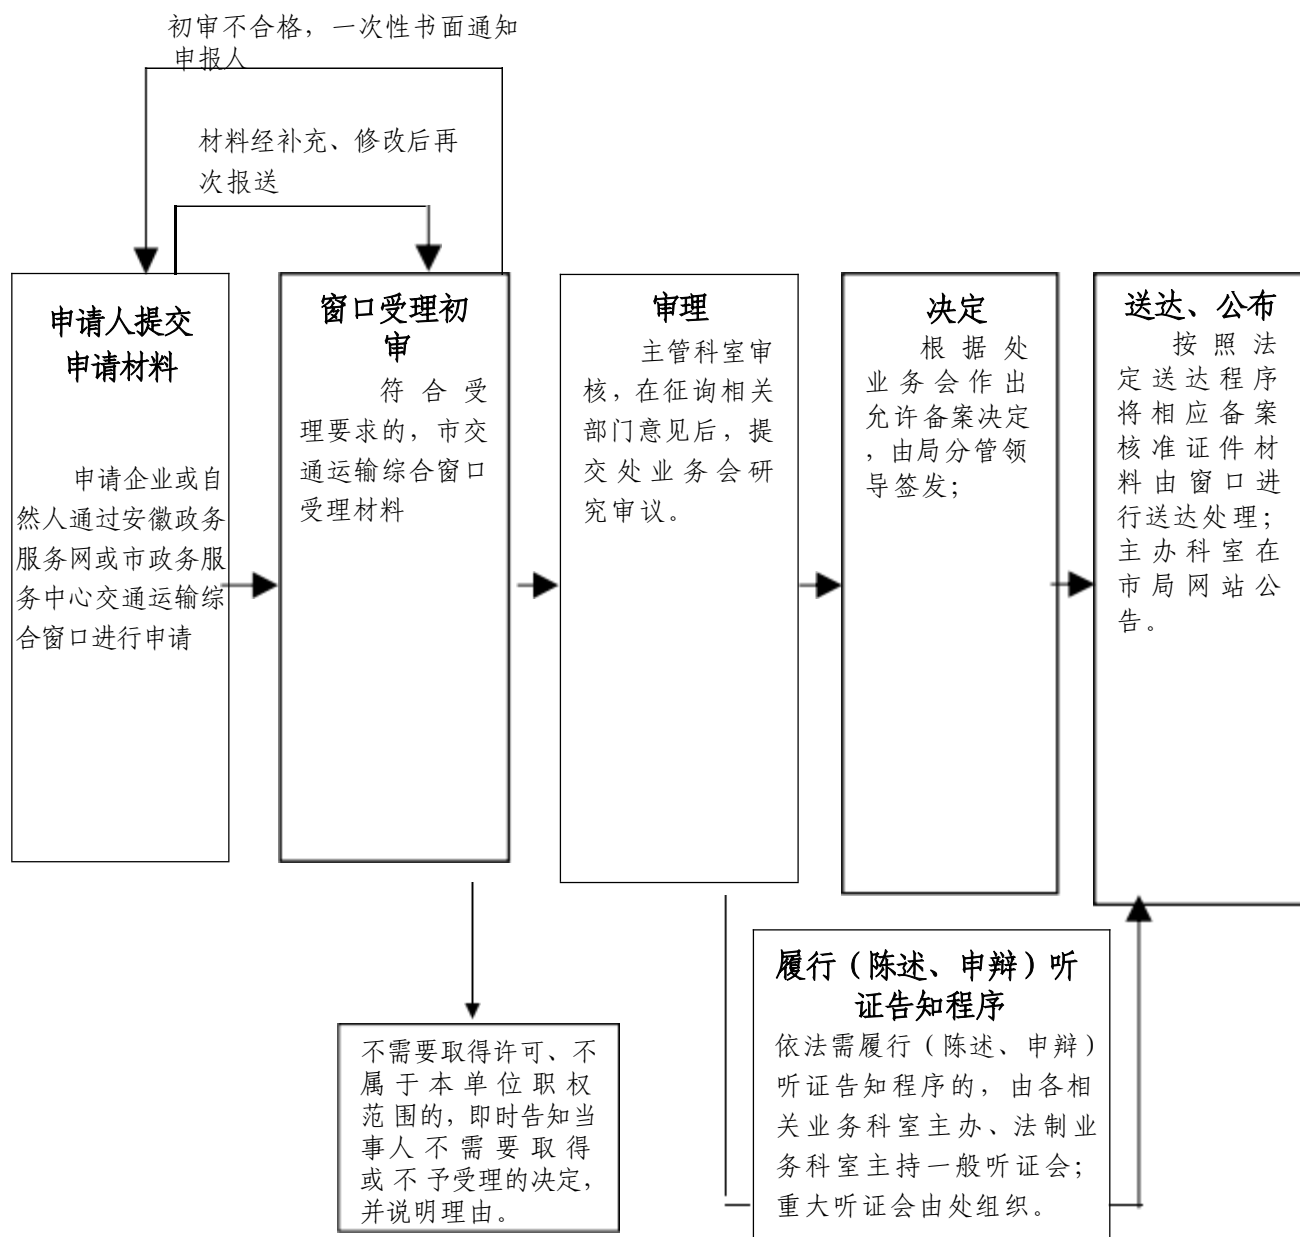 初审不合格，一次性书面通知
申报人
材料经补充、修改后再
次报送
申请人提交
申请材料
申请企业或自
然人通过安徽政务
服务网或市政务服
务中心交通运输综
合窗口进行申请
窗口受理初
审
符合受
理要求的，市交
通运输综合窗口
受理材料
审理
主管科室审
核，在征询相关
部门意见后，提
交处业务会研
究审议。
决定
根据处
业务会作出
允许备案决定
，由局分管领
导签发；
送达、公布
按照法
定送达程序
将相应备案
核准证件材
料由窗口进
行送达处理；
主办科室在
市局网站公
告。
不需要取得许可、不
属于本单位职权
范围的，即时告知当
事人不需要取得
或不予受理的决定，
并说明理由。
履行（陈述、申辩）听
证告知程序
依法需履行（陈述、申辩）
听证告知程序的，由各相
关业务科室主办、法制业
务科室主持一般听证会；
重大听证会由处组织。